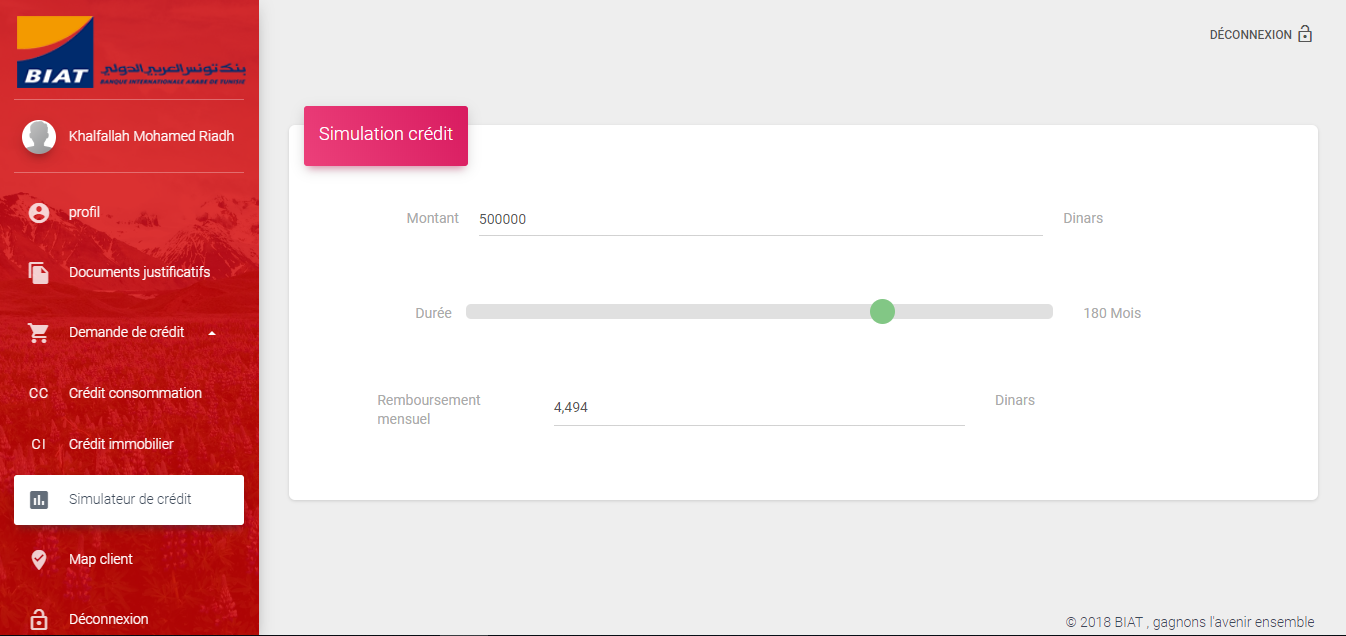 BIAT
بنك تونس العربي الدولي
BANQUE INTERNATIONALE ARABE DE TUNISIE
Khalfallah Mohamed Riadh
profil
Documents justificatifs
Demande de crédit
CC Crédit consommation
CI Crédit immobilier
Simulateur de crédit
Map client
Déconnexion
DÉCONNEXION
Simulation crédit
Montant 500000 Dinars
Durée 180 Mois
Remboursement
mensuel 4,494 Dinars
© 2018 BIAT , gagnons l'avenir ensemble